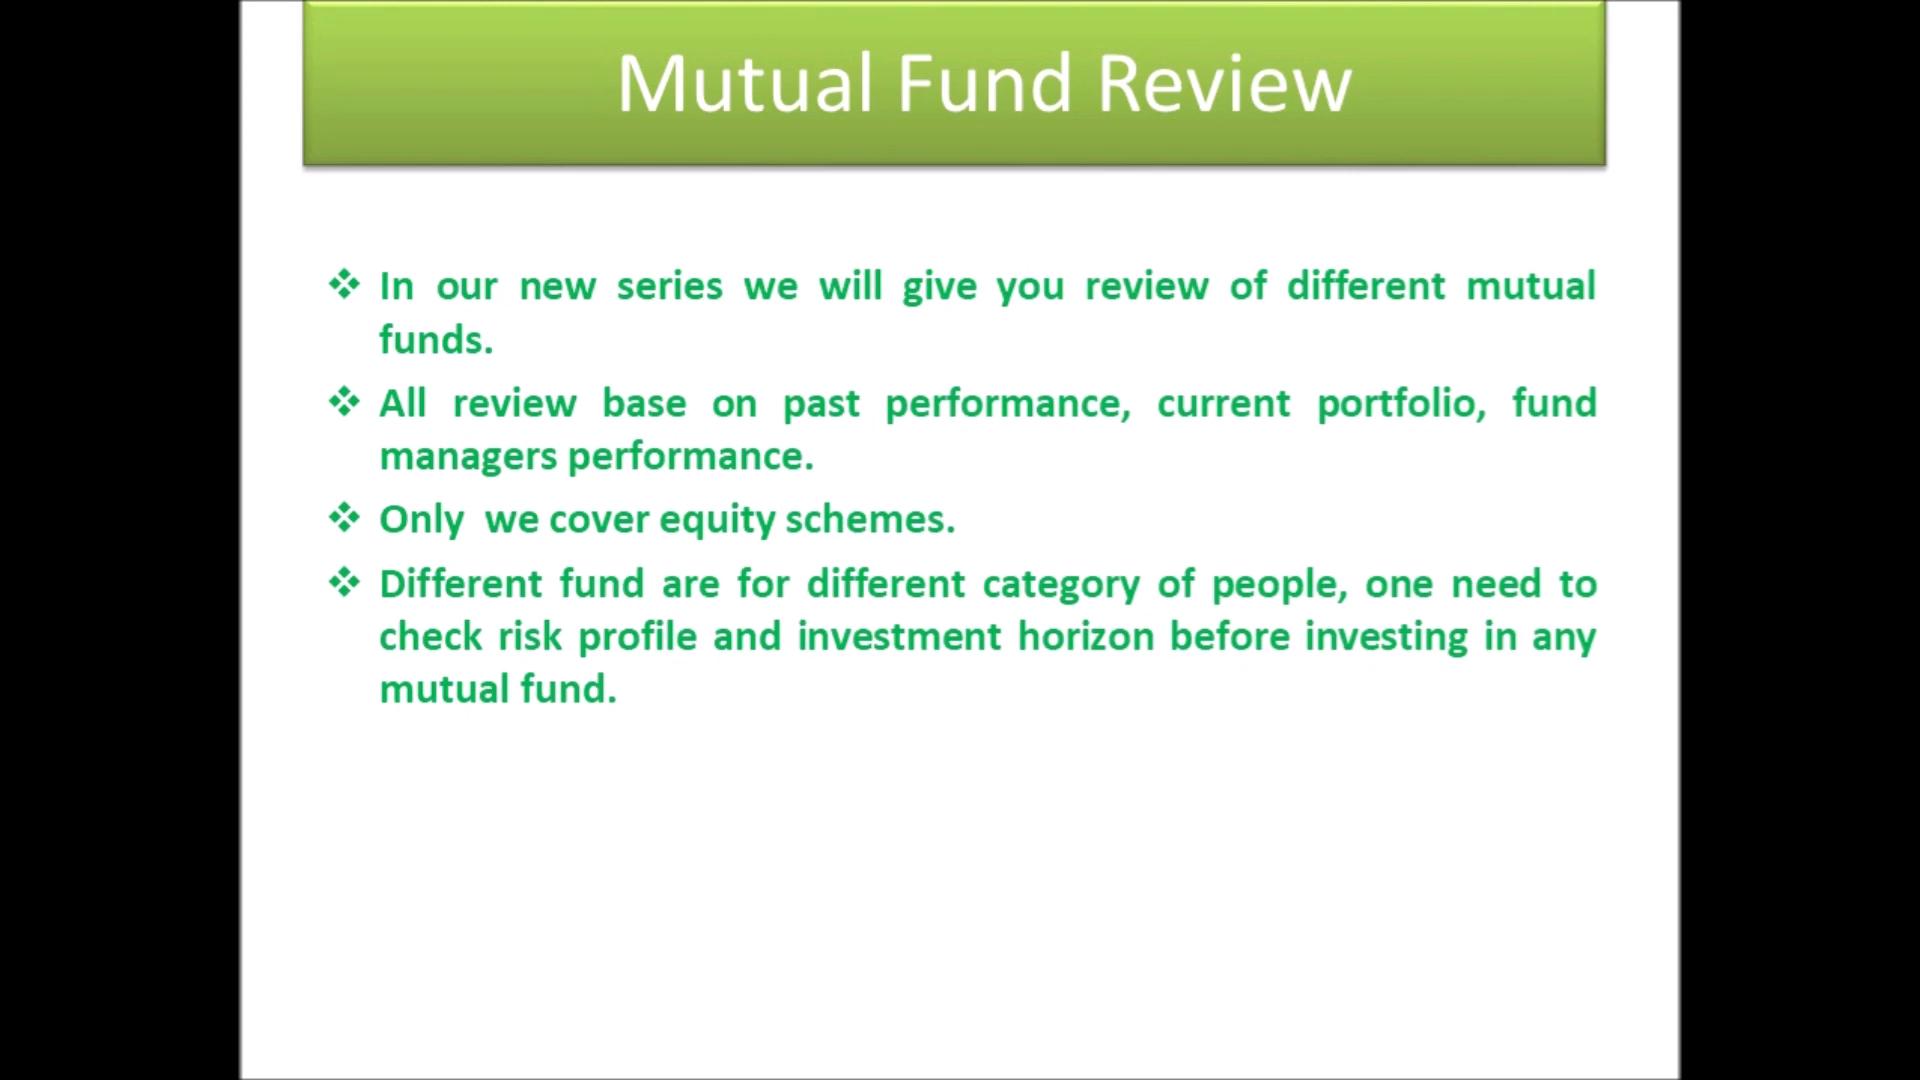 Mutual Fund Review
❖ In our new series we will give you review of different mutual
funds.
❖ All review base on past performance, current portfolio, fund
managers performance.
❖ Only we cover equity schemes.
❖ Different fund are for different category of people, one need to
check risk profile and investment horizon before investing in any
mutual fund.